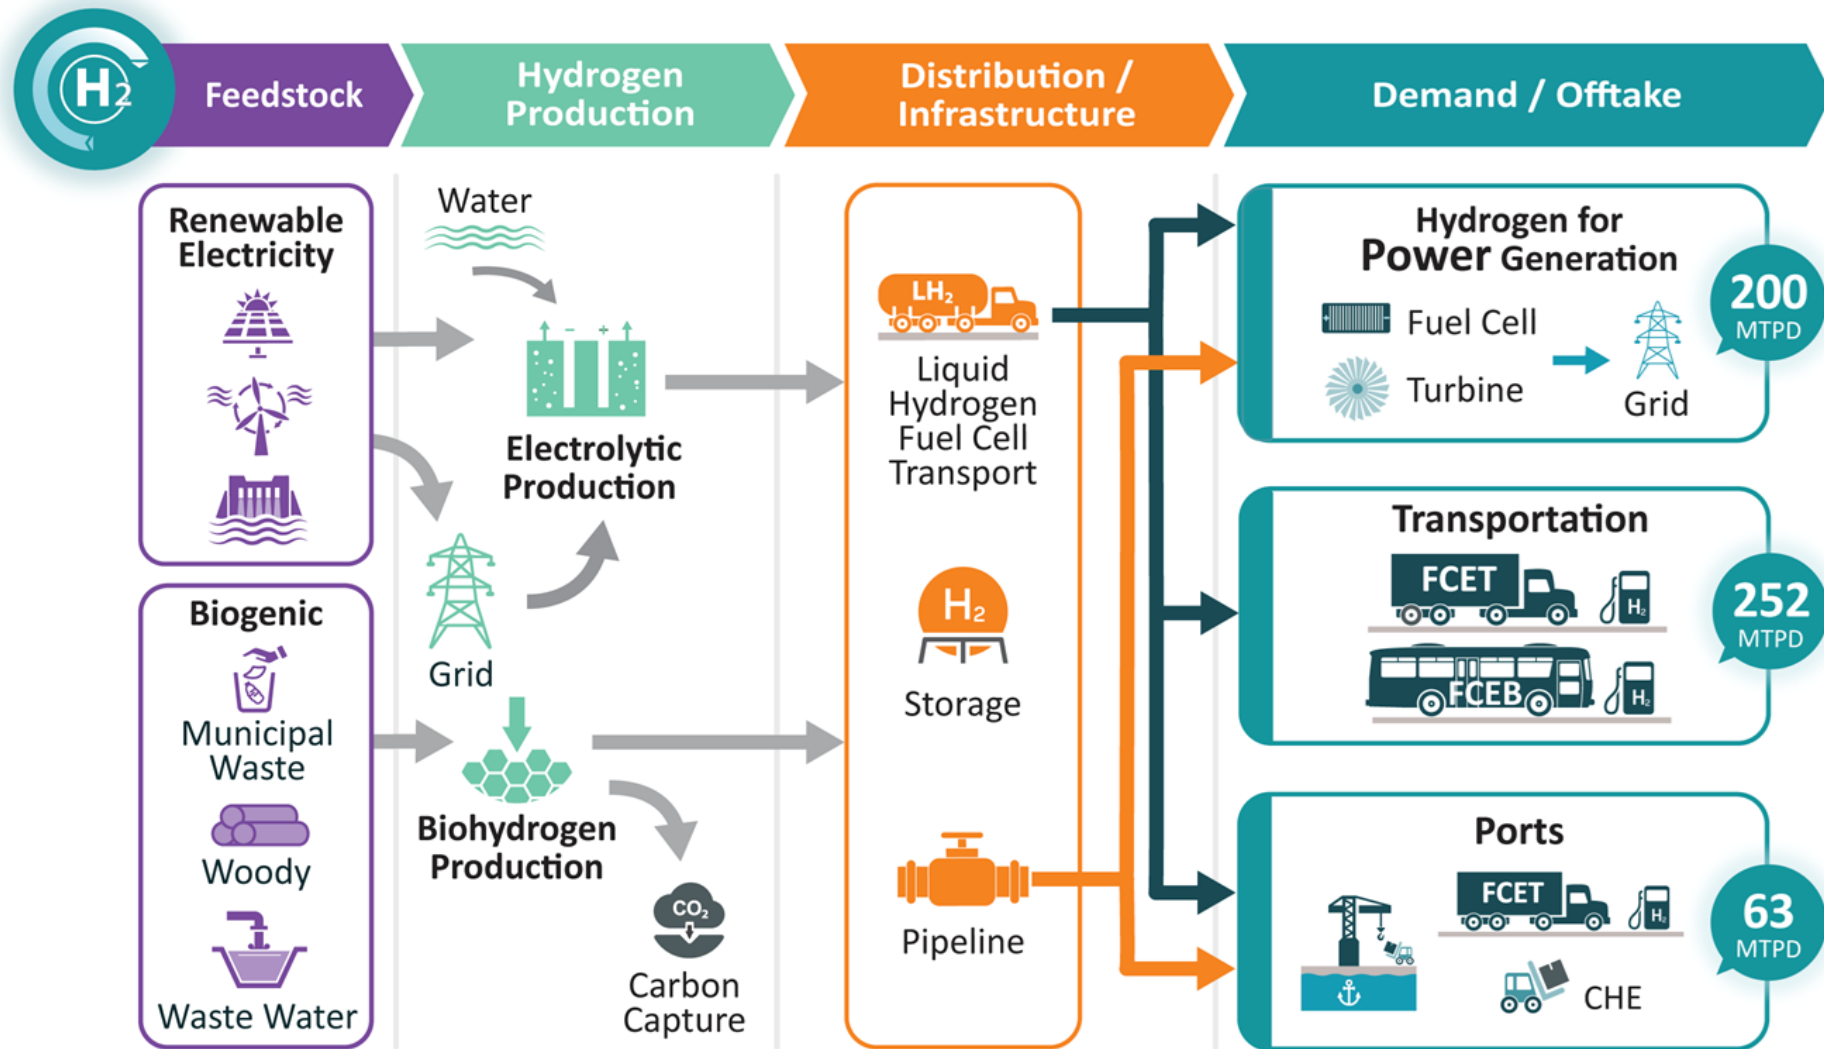 H2
Feedstock
Hydrogen
Production
Distribution /
Infrastructure
Demand / Offtake
Renewable
Electricity
Biogenic
Municipal
Waste
Woody
Waste Water
Water
- +
Electrolytic
Production
Grid
Biohydrogen
Production
CO₂
Carbon
Capture
LH₂
Liquid
Hydrogen
Fuel Cell
Transport
H₂
Storage
Pipeline
Hydrogen for
Power Generation
+ -
Fuel Cell
Turbine
Grid
200
MTPD
Transportation
FCET
H₂
FCEB
H₂
252
MTPD
Ports
FCET
H₂
CHE
63
MTPD